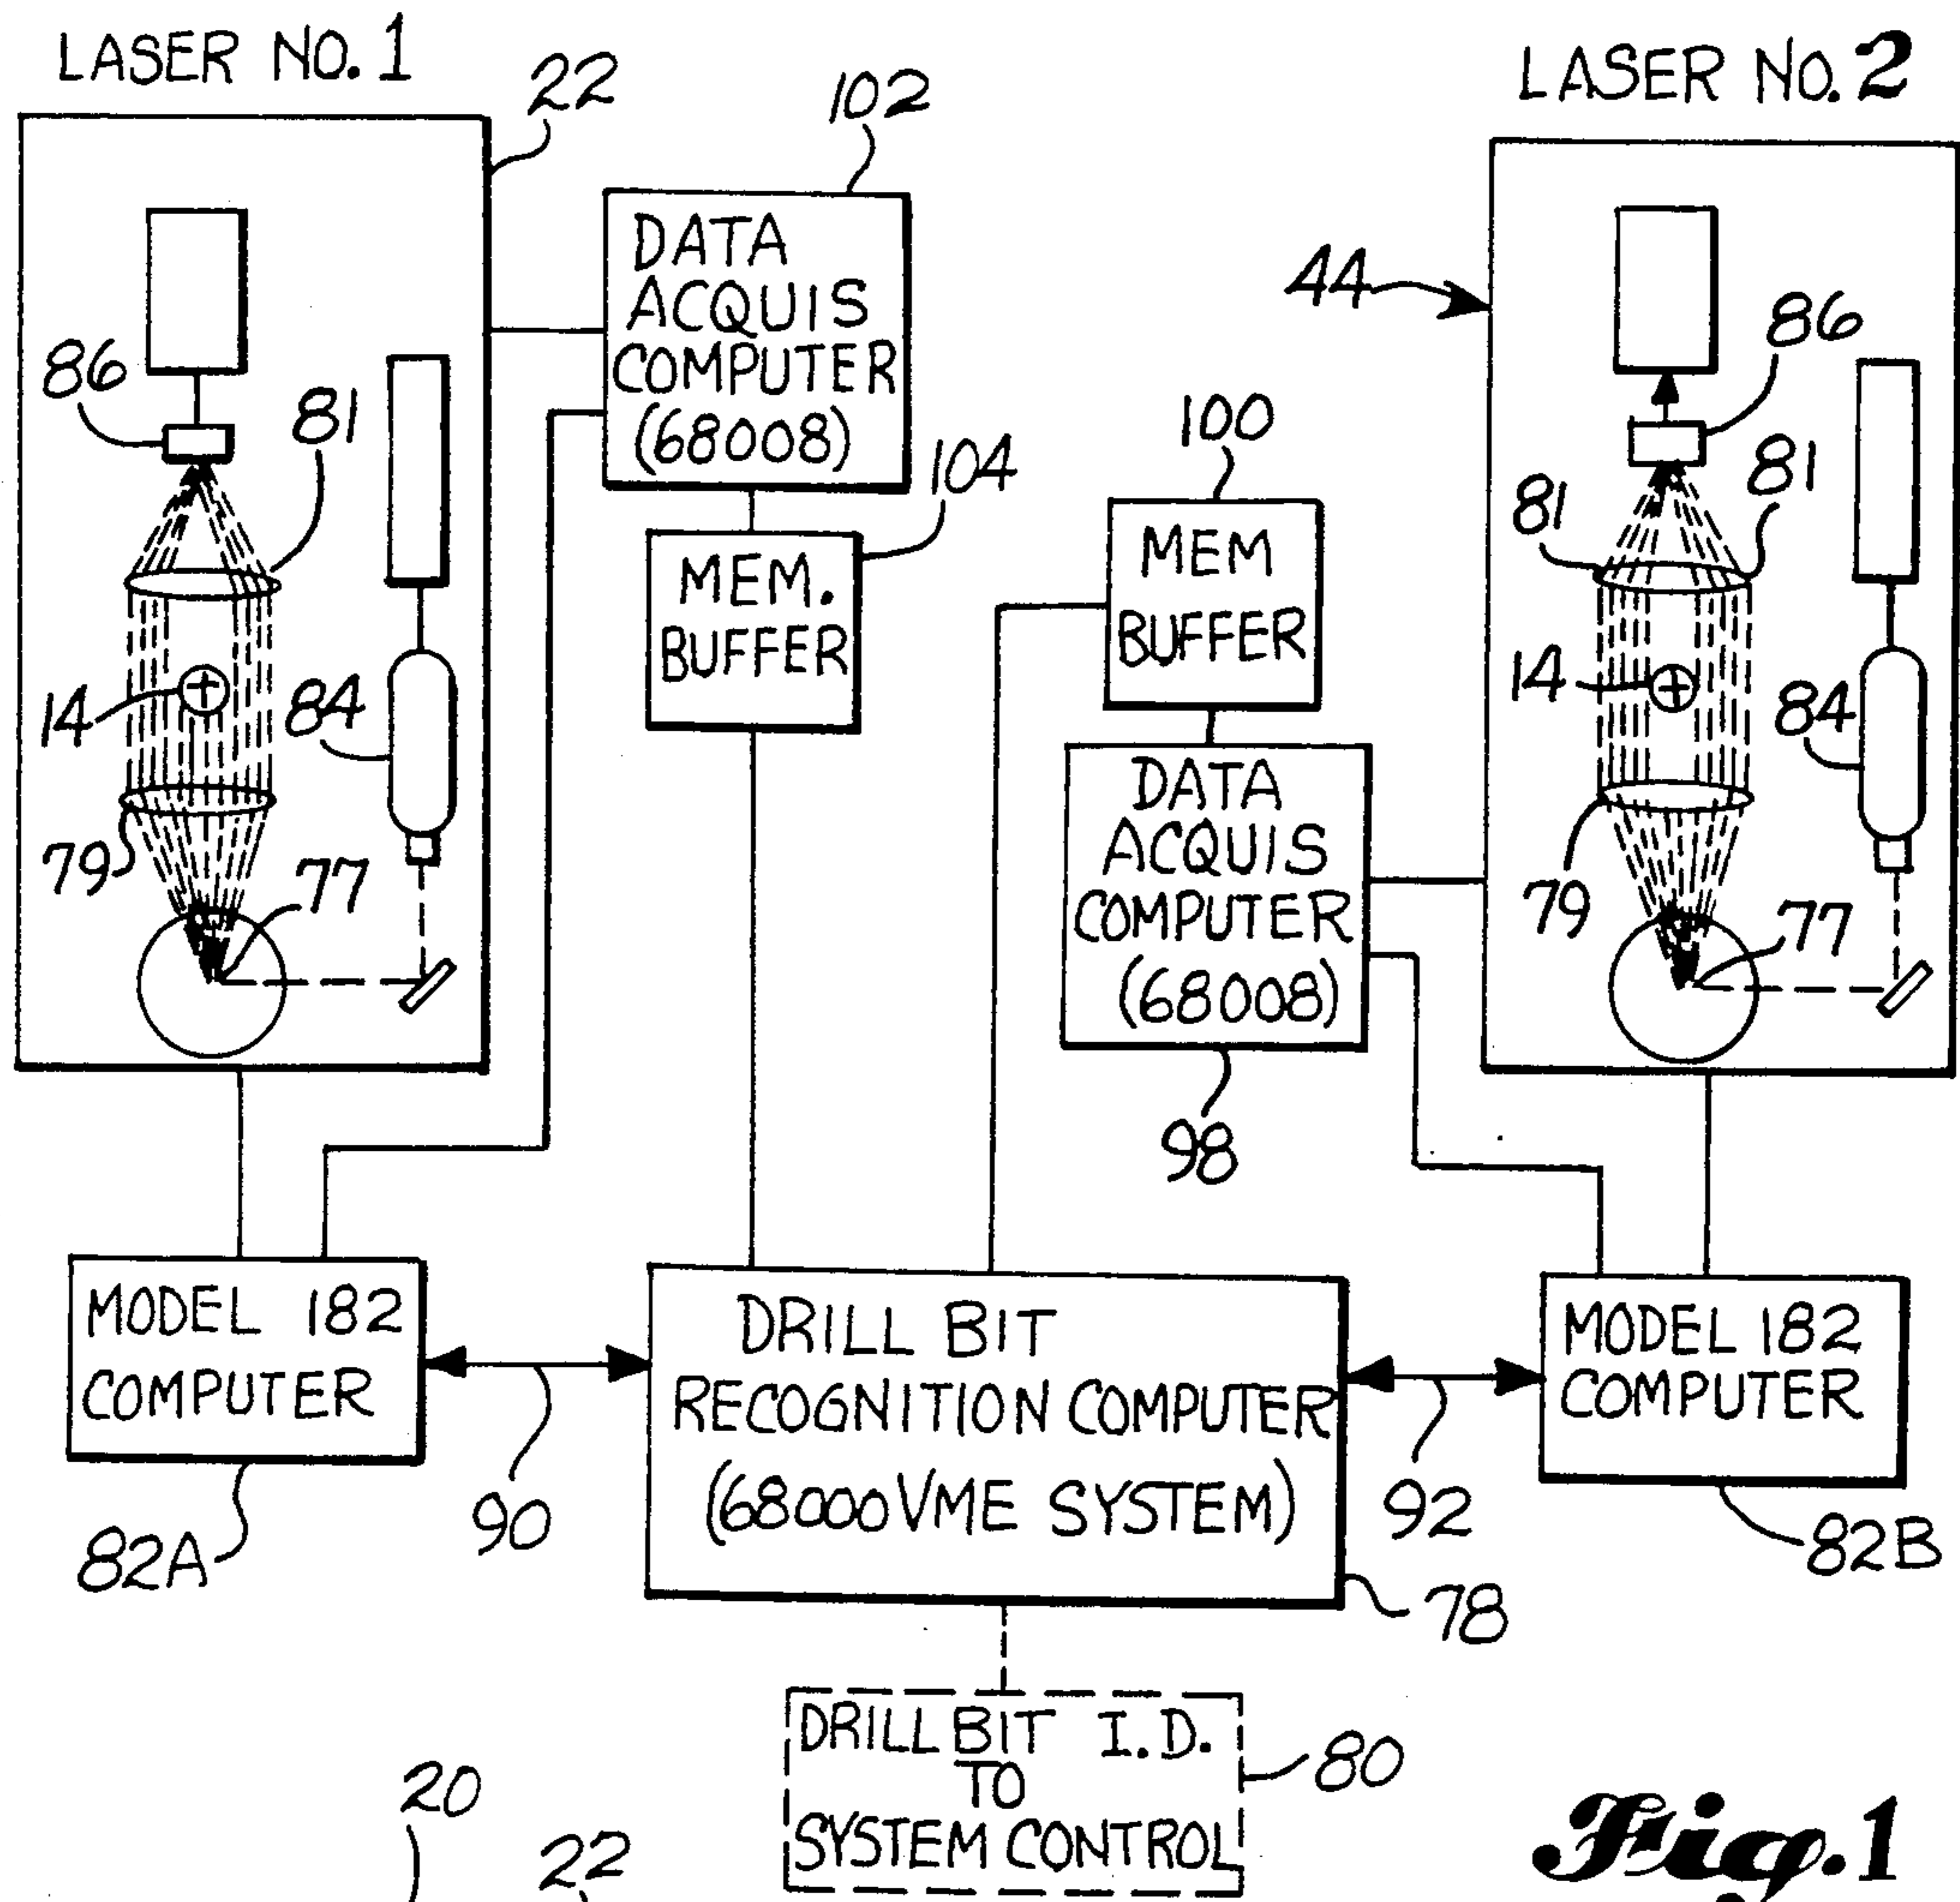 LASER NO. 1
22
102
LASER NO. 2
DATA
ACQUIS
COMPUTER
(68008)
44
86
86
81
100
104
81
81
MEM.
BUFFER
MEM
BUFFER
14
84
14
84
DATA
ACQUIS
COMPUTER
(68008)
79
77
79
77
98
MODEL 182
COMPUTER
DRILL BIT
RECOGNITION COMPUTER
(68000 VME SYSTEM)
MODEL 182
COMPUTER
90
92
82A
82B
78
DRILL BIT I.D.
TO
SYSTEM CONTROL
80
20
22
Fig. 1